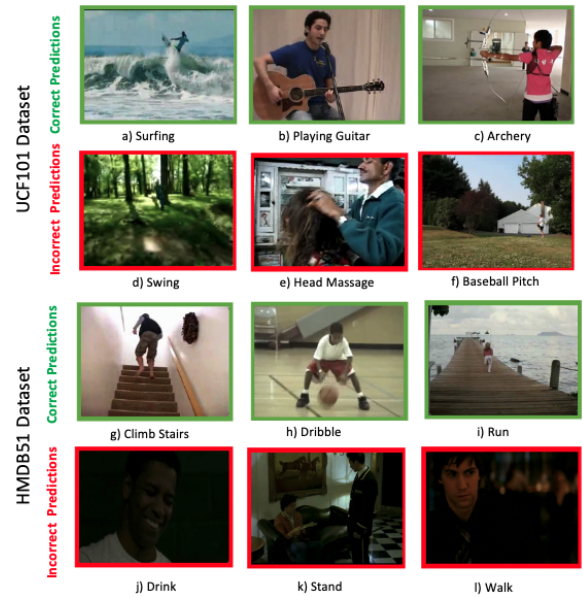 UCF101 Dataset
Correct Predictions
a) Surfing
b) Playing Guitar
c) Archery
Incorrect Predictions
d) Swing
e) Head Massage
f) Baseball Pitch
HMDB51 Dataset
Correct Predictions
g) Climb Stairs
h) Dribble
i) Run
Incorrect Predictions
j) Drink
k) Stand
l) Walk